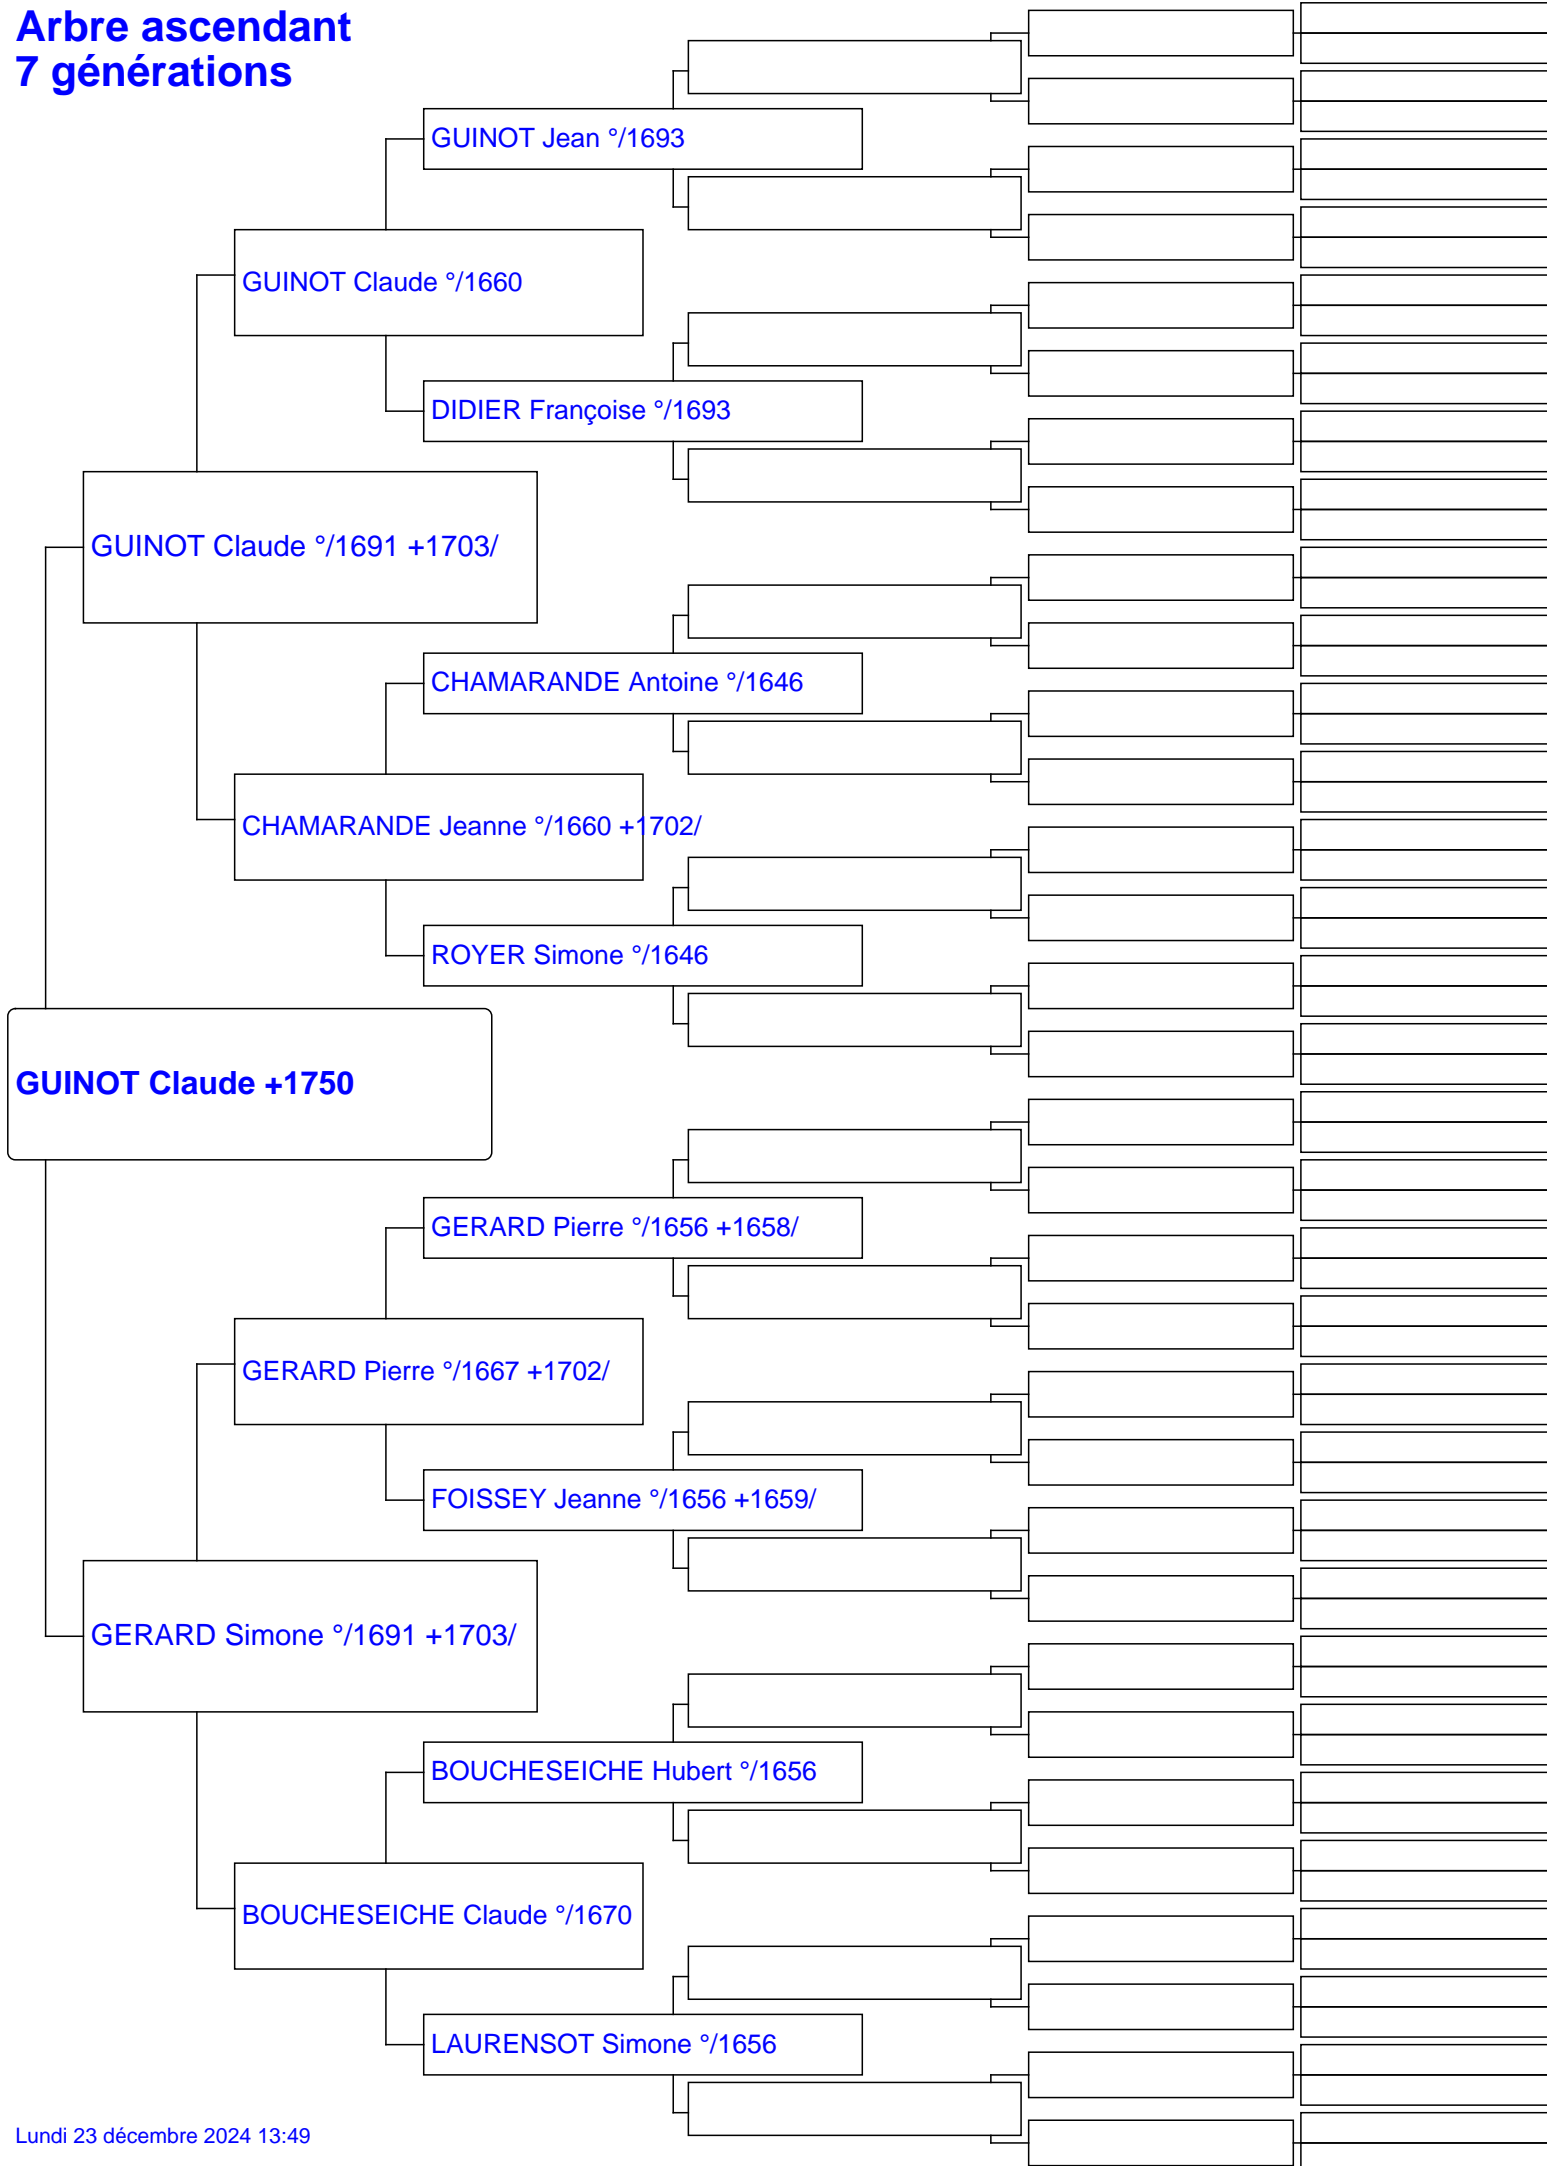 Arbre ascendant
7 générations
GUINOT Jean °/1693
GUINOT Claude °/1660
DIDIER Françoise °/1693
GUINOT Claude °/1691 +1703/
CHAMARANDE Antoine °/1646
CHAMARANDE Jeanne °/1660 +1702/
ROYER Simone °/1646
GUINOT Claude +1750
GERARD Pierre °/1656 +1658/
GERARD Pierre °/1667 +1702/
FOISSEY Jeanne °/1656 +1659/
GERARD Simone °/1691 +1703/
BOUCHESEICHE Hubert °/1656
BOUCHESEICHE Claude °/1670
LAURENSOT Simone °/1656
Lundi 23 décembre 2024 13:49